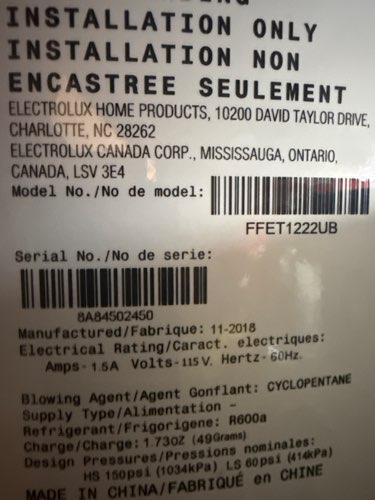 INSTALLATION ONLY
INSTALLATION NON
ENCASTREE SEULEMENT
ELECTROLUX HOME PRODUCTS, 10200 DAVID TAYLOR DRIVE,
CHARLOTTE, NC 28262
ELECTROLUX CANADA CORP., MISSISSAUGA, ONTARIO,
CANADA, LSV 3E4
Model No./No de model:
FFET1222UB
Serial No./No de serie:
8A84502450
Manufactured/Fabrique: 11-2018
Electrical Rating/Caract. electriques:
Amps- 1.5A Volts-115 V. Hertz- 60Hz.
Blowing Agent/Agent Gonflant: CYCLOPENTANE
Supply Type/Alimentation -
Refrigerant/Frigorigene: R600a
Charge/Charge: 1.73OZ (49Grams)
Design Pressures/Pressions nominales:
HS 150psi (1034kPa) LS 60psi (414kPa)
MADE IN CHINA/FABRIQUÉ en CHINE